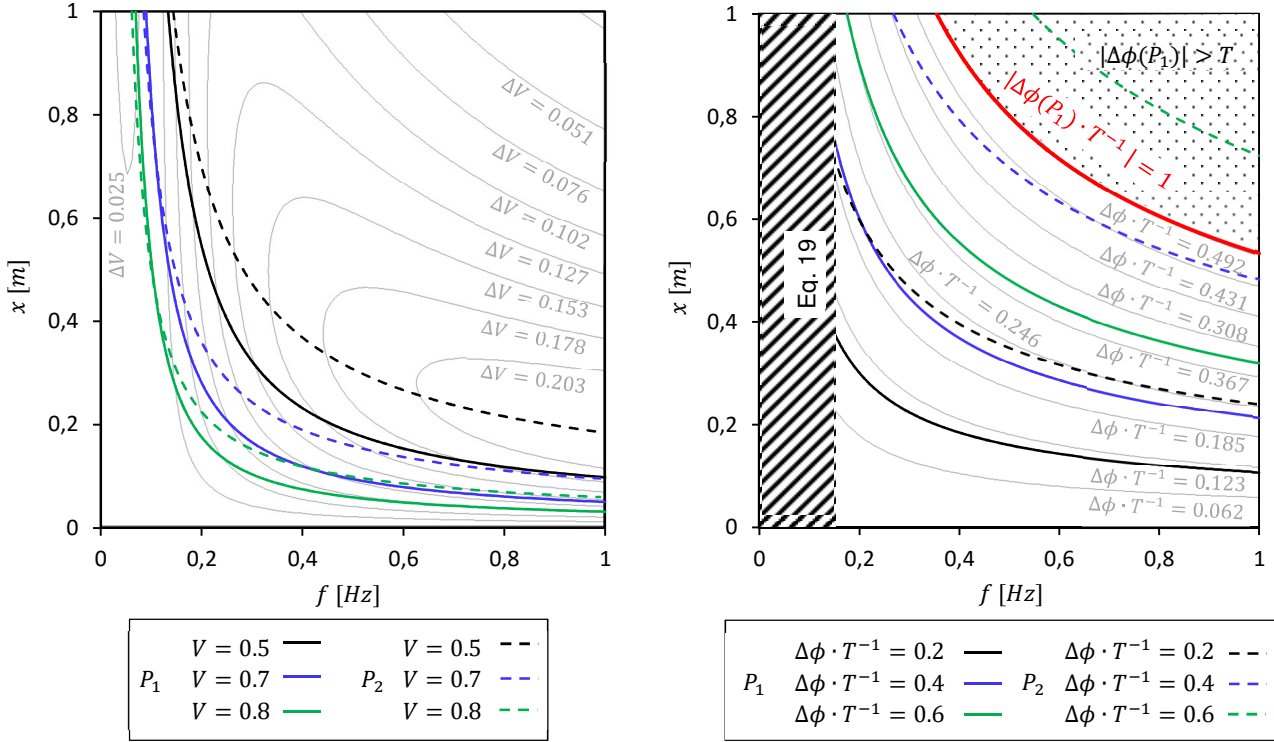 1
0,8
0,6
0,4
0,2
0
x [m]
0
0,2
0,4
0,6
0,8
1
f [Hz]
ΔV = 0.025
ΔV = 0.051
ΔV = 0.076
ΔV = 0.102
ΔV = 0.127
ΔV = 0.153
ΔV = 0.178
ΔV = 0.203
V = 0.5
V = 0.5
P₁
V = 0.7
P₂
V = 0.7
V = 0.8
V = 0.8
1
0,8
0,6
0,4
0,2
0
x [m]
0
0,2
0,4
0,6
0,8
1
f [Hz]
Eq. 19
|Δϕ(P₁)| > T
|Δϕ(P₁) · T⁻¹| = 1
Δϕ · T⁻¹ = 0.492
Δϕ · T⁻¹ = 0.431
Δϕ · T⁻¹ = 0.308
Δϕ · T⁻¹ = 0.246
Δϕ · T⁻¹ = 0.367
Δϕ · T⁻¹ = 0.185
Δϕ · T⁻¹ = 0.123
Δϕ · T⁻¹ = 0.062
Δϕ · T⁻¹ = 0.2
Δϕ · T⁻¹ = 0.2
P₁
Δϕ · T⁻¹ = 0.4
P₂
Δϕ · T⁻¹ = 0.4
Δϕ · T⁻¹ = 0.6
Δϕ · T⁻¹ = 0.6